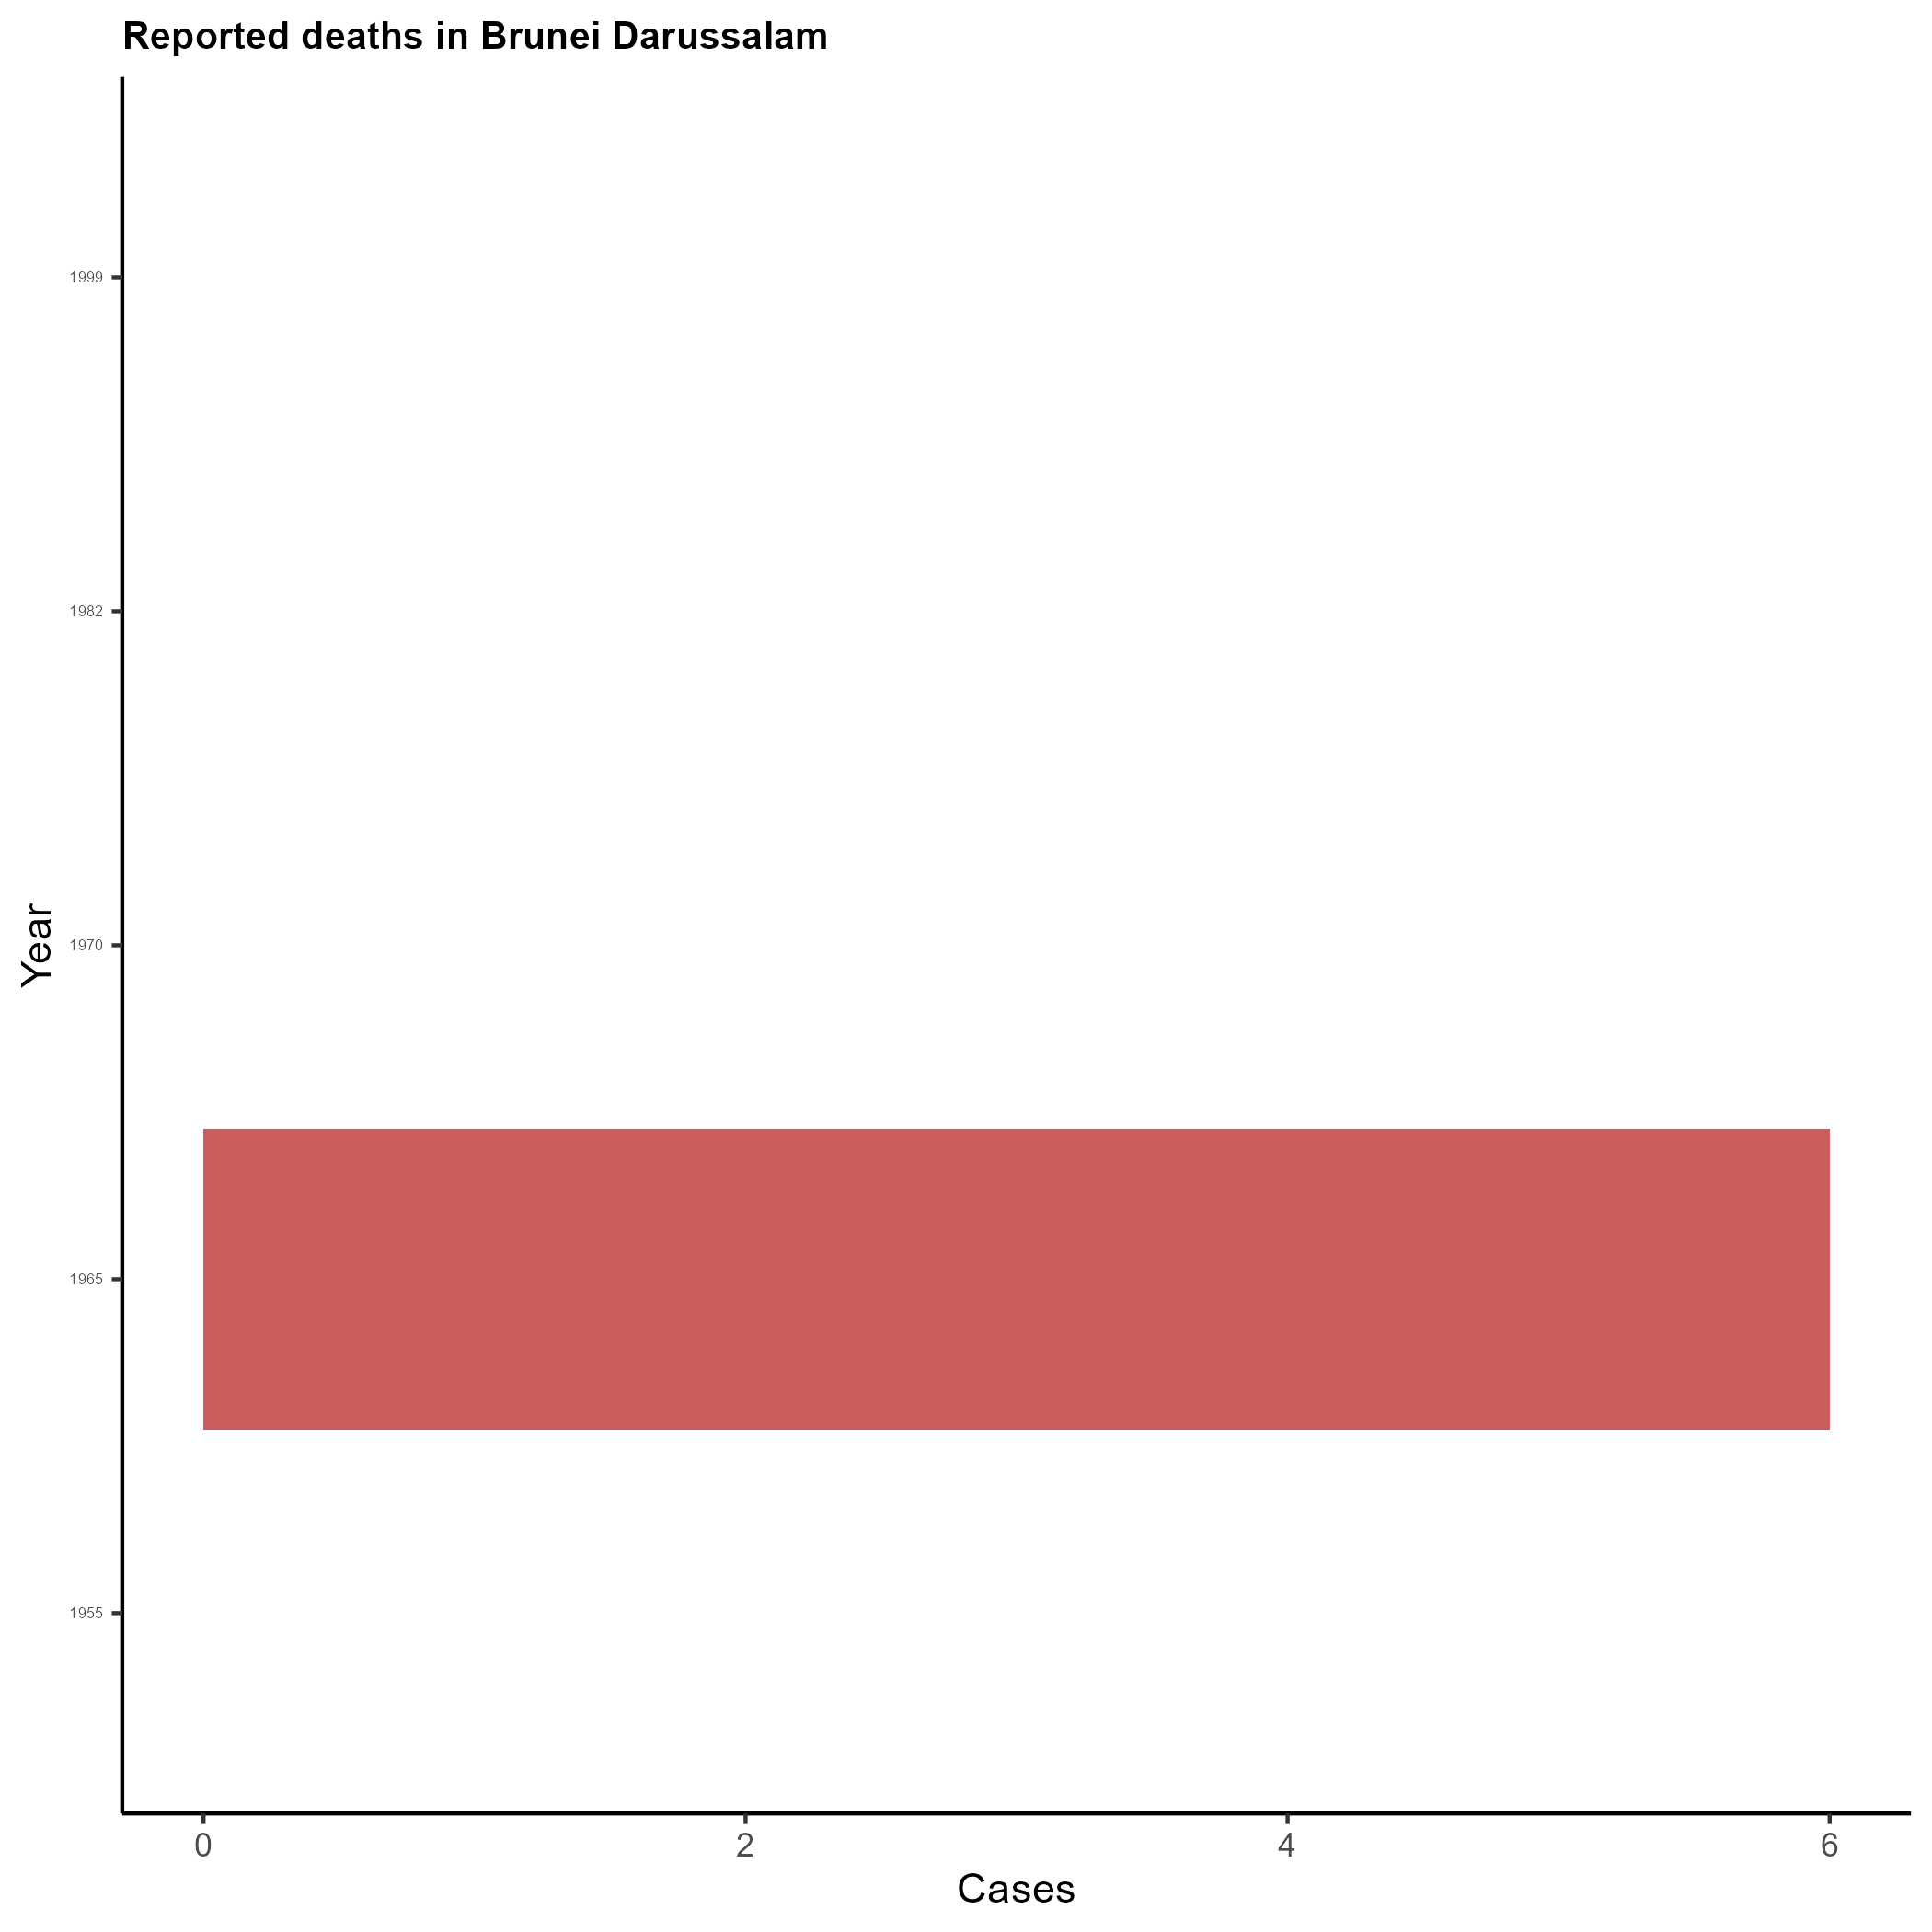 Reported deaths in Brunei Darussalam
Year
1999
1982
1970
1965
1955
0 2 4 6
Cases